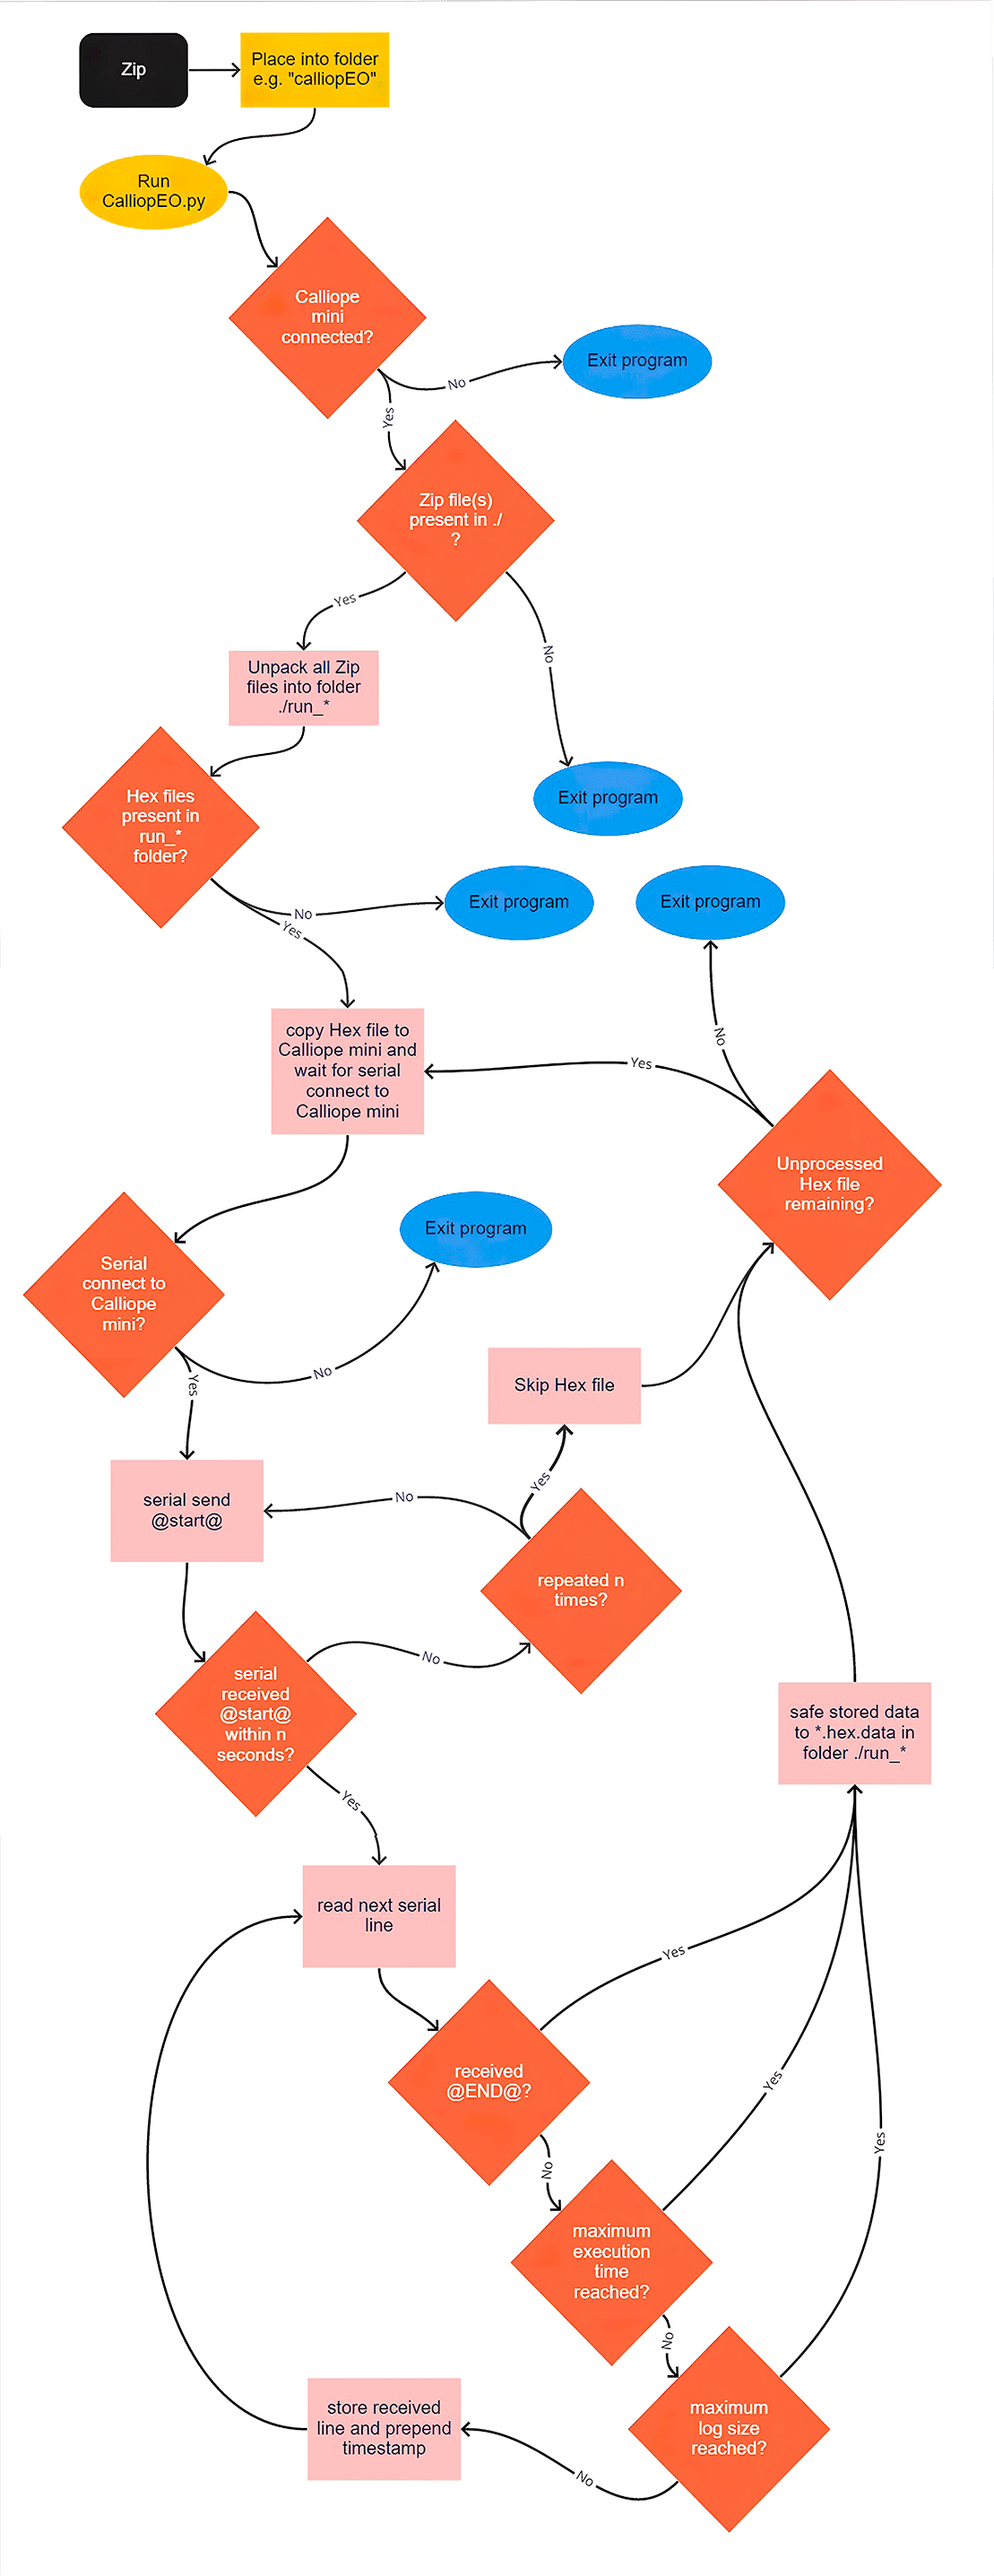 Zip
Place into folder
e.g. "calliopEO"
Run
CalliopEO.py
Calliope
mini
connected?
No
Exit program
Yes
Zip file(s)
present in ./
?
Yes
No
Unpack all Zip
files into folder
./run_*
Exit program
Hex files
present in
run_*
folder?
No
Yes
Exit program
Exit program
copy Hex file to
Calliope mini and
wait for serial
connect to
Calliope mini
Yes
No
Unprocessed
Hex file
remaining?
Exit program
Serial
connect to
Calliope
mini?
No
Yes
Skip Hex file
Yes
serial send
@start@
No
repeated n
times?
No
serial
received
@start@
within n
seconds?
Yes
safe stored data
to *.hex.data in
folder ./run_*
read next serial
line
Yes
received
@END@?
Yes
No
Yes
maximum
execution
time
reached?
No
maximum
log size
reached?
store received
line and prepend
timestamp
No